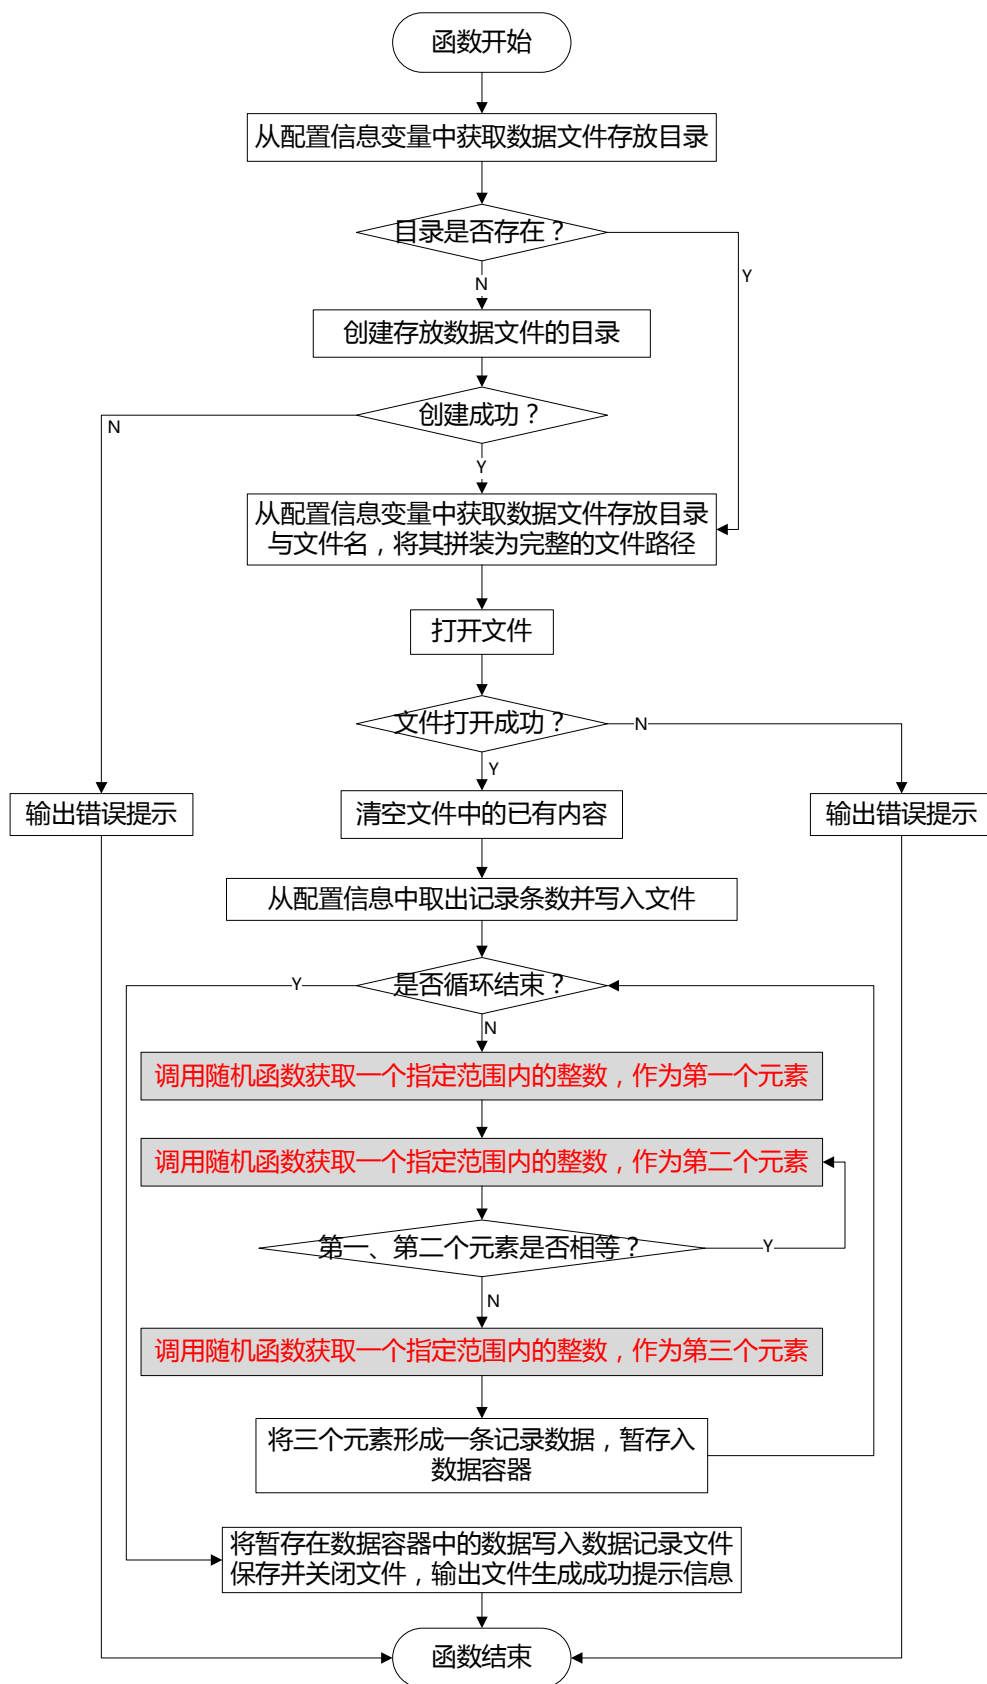 函数开始
从配置信息变量中获取数据文件存放目录
目录是否存在？
Y
N
创建存放数据文件的目录
创建成功？
N
Y
从配置信息变量中获取数据文件存放目录
与文件名，将其拼装为完整的文件路径
打开文件
文件打开成功？
N
Y
输出错误提示
清空文件中的已有内容
输出错误提示
从配置信息中取出记录条数并写入文件
是否循环结束？
Y
N
调用随机函数获取一个指定范围内的整数，作为第一个元素
调用随机函数获取一个指定范围内的整数，作为第二个元素
第一、第二个元素是否相等？
Y
N
调用随机函数获取一个指定范围内的整数，作为第三个元素
将三个元素形成一条记录数据，暂存入
数据容器
将暂存在数据容器中的数据写入数据记录文件
保存并关闭文件，输出文件生成成功提示信息
函数结束